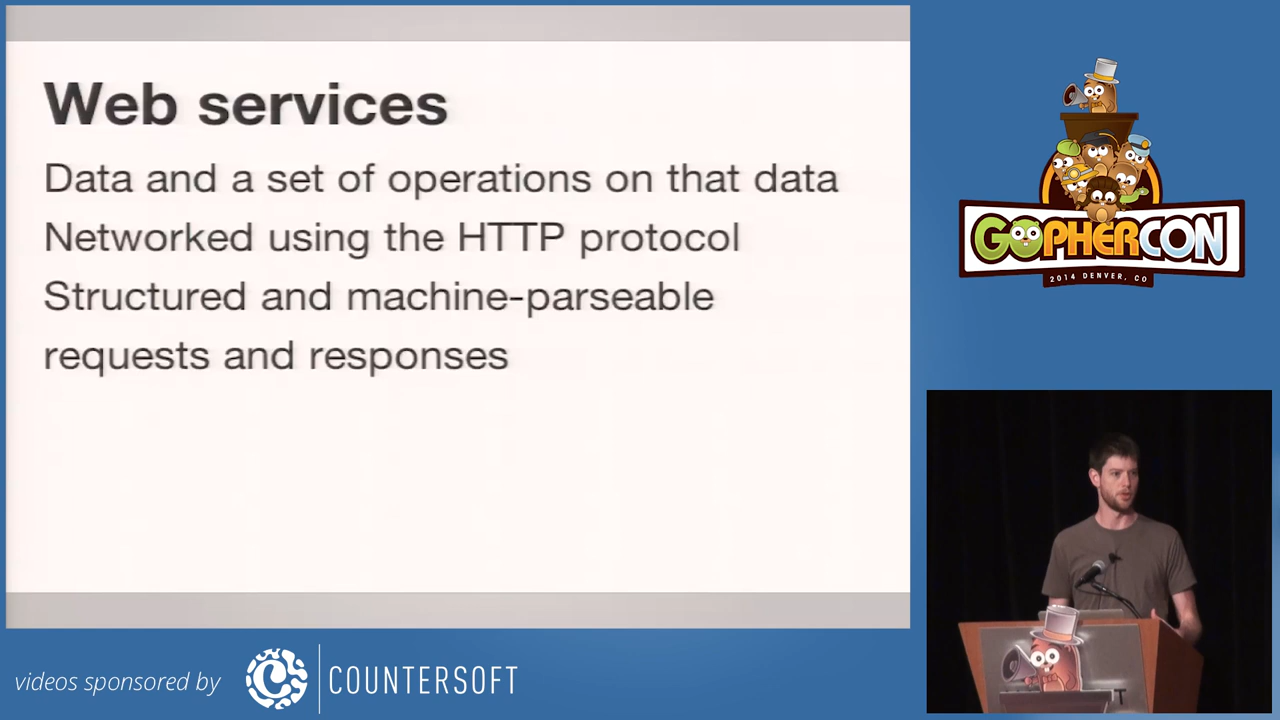 Web services
Data and a set of operations on that data
Networked using the HTTP protocol
Structured and machine-parseable
requests and responses
GOPHERCON
2014 DENVER, CO
T
videos sponsored by
COUNTERSOFT